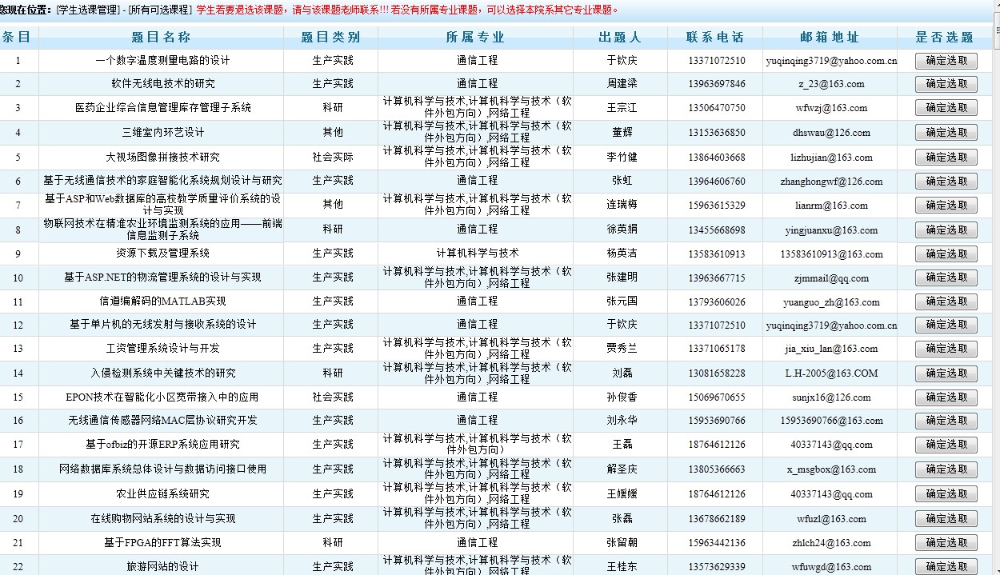 您现在位置：[学生选课管理] - [所有可选课程] 学生若要退选该课题，请与该课题老师联系!!! 若没有所属专业课题，可以选择本院系其它专业课题。
条目 题目名称 题目类别 所属专业 出题人 联系电话 邮箱地址 是否选题
1 一个数字温度测量电路的设计 生产实践 通信工程 于钦庆 13371072510 yuqinqing3719@yahoo.com.cn 确定选取
2 软件无线电技术的研究 生产实践 通信工程 周建梁 13963697846 z_23@163.com 确定选取
3 医药企业综合信息管理库存管理子系统 科研 计算机科学与技术,计算机科学与技术（软
件外包方向）,网络工程 王宗江 13506470750 wfwzj@163.com 确定选取
4 三维室内环艺设计 其他 计算机科学与技术,计算机科学与技术（软
件外包方向）,网络工程 董辉 13153636850 dhswau@126.com 确定选取
5 大视场图像拼接技术研究 社会实际 计算机科学与技术,计算机科学与技术（软
件外包方向）,网络工程 李竹健 13864603668 lizhujian@163.com 确定选取
6 基于无线通信技术的家庭智能化系统规划设计与研究 生产实践 通信工程 张虹 13964606760 zhanghongwf@126.com 确定选取
7 基于ASP和Web数据库的高校教学质量评价系统的设
计与实现 其他 计算机科学与技术,计算机科学与技术（软
件外包方向）,网络工程 连瑞梅 15963615329 lianrm@163.com 确定选取
8 物联网技术在精准农业环境监测系统的应用——前端
信息监测子系统 科研 通信工程 徐英娟 13455668698 yingjuanxu@163.com 确定选取
9 资源下载及管理系统 生产实践 计算机科学与技术 杨英洁 13583610913 13583610913@163.com 确定选取
10 基于ASP.NET的物流管理系统的设计与实现 生产实践 计算机科学与技术,计算机科学与技术（软
件外包方向）,网络工程 张建明 13963667715 zjmmail@qq.com 确定选取
11 信道编解码的MATLAB实现 生产实践 通信工程 张元国 13793606026 yuanguo_zh@163.com 确定选取
12 基于单片机的无线发射与接收系统的设计 生产实践 通信工程 于钦庆 13371072510 yuqinqing3719@yahoo.com.cn 确定选取
13 工资管理系统设计与开发 生产实践 计算机科学与技术,计算机科学与技术（软
件外包方向）,网络工程 贾秀兰 13371065178 jia_xiu_lan@163.com 确定选取
14 入侵检测系统中关键技术的研究 科研 计算机科学与技术,计算机科学与技术（软
件外包方向）,网络工程 刘磊 13081658228 L.H-2005@163.COM 确定选取
15 EPON技术在智能化小区宽带接入中的应用 社会实践 通信工程 孙俊香 15069670655 sunjx16@126.com 确定选取
16 无线通信传感器网络MAC层协议研究开发 生产实践 通信工程 刘永华 15953690766 15953690766@163.com 确定选取
17 基于ofbiz的开源ERP系统应用研究 生产实践 计算机科学与技术,计算机科学与技术（软
件外包方向） 王磊 18764612126 40337143@qq.com 确定选取
18 网络数据库系统总体设计与数据访问接口使用 生产实践 计算机科学与技术,计算机科学与技术（软
件外包方向）,网络工程 解圣庆 13805366663 x_msgbox@163.com 确定选取
19 农业供应链系统研究 生产实践 计算机科学与技术,计算机科学与技术（软
件外包方向）,网络工程 王媛媛 18764612126 40337143@qq.com 确定选取
20 在线购物网站系统的设计与实现 生产实践 计算机科学与技术,计算机科学与技术（软
件外包方向）,网络工程 张磊 13678662189 wfuzl@163.com 确定选取
21 基于FPGA的FFT算法实现 科研 通信工程 张留朝 15963442136 zhlch24@163.com 确定选取
22 旅游网站的设计 生产实践 计算机科学与技术,计算机科学与技术（软
件外包方向）,网络工程 王桂东 13573629339 wfuwgd@163.com 确定选取